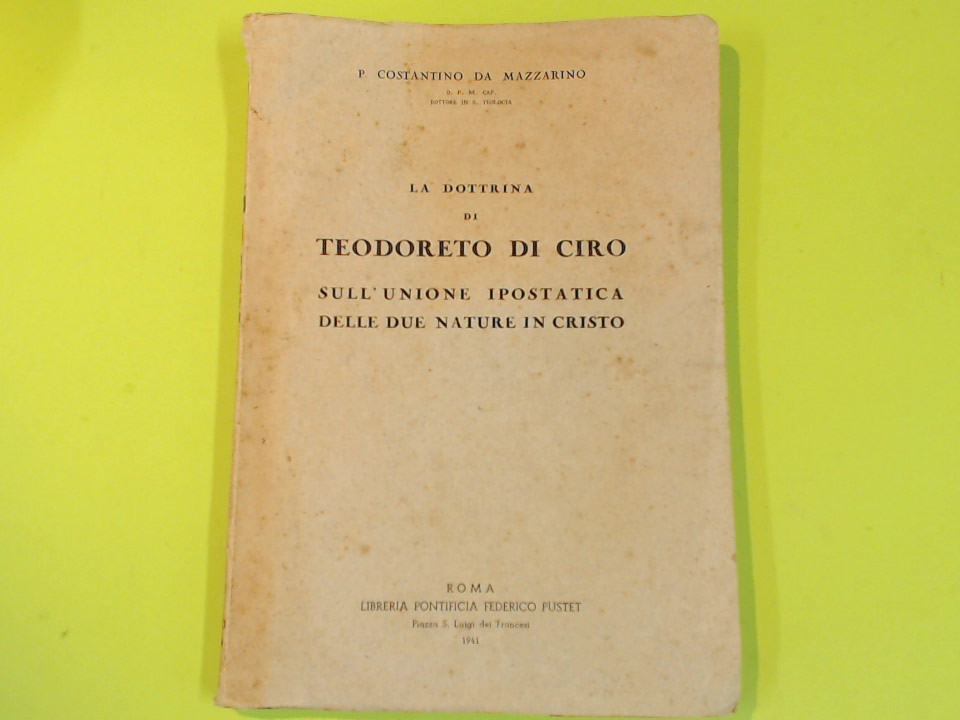 P. COSTANTINO DA MAZZARINO
O. F. M. CAP.
DOTTORE IN S. TEOLOGIA
LA DOTTRINA
DI
TEODORETO DI CIRO
SULL'UNIONE IPOSTATICA
DELLE DUE NATURE IN CRISTO
ROMA
LIBRERIA PONTIFICIA FEDERICO PUSTET
Piazza S. Luigi dei Francesi
1941